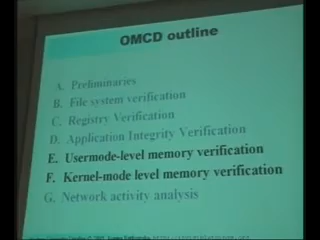 OMCD outline
A. Preliminaries
B. File system verification
C. Registry Verification
D. Application Integrity Verification
E. Usermode-level memory verification
F. Kernel-mode level memory verification
G. Network activity analysis